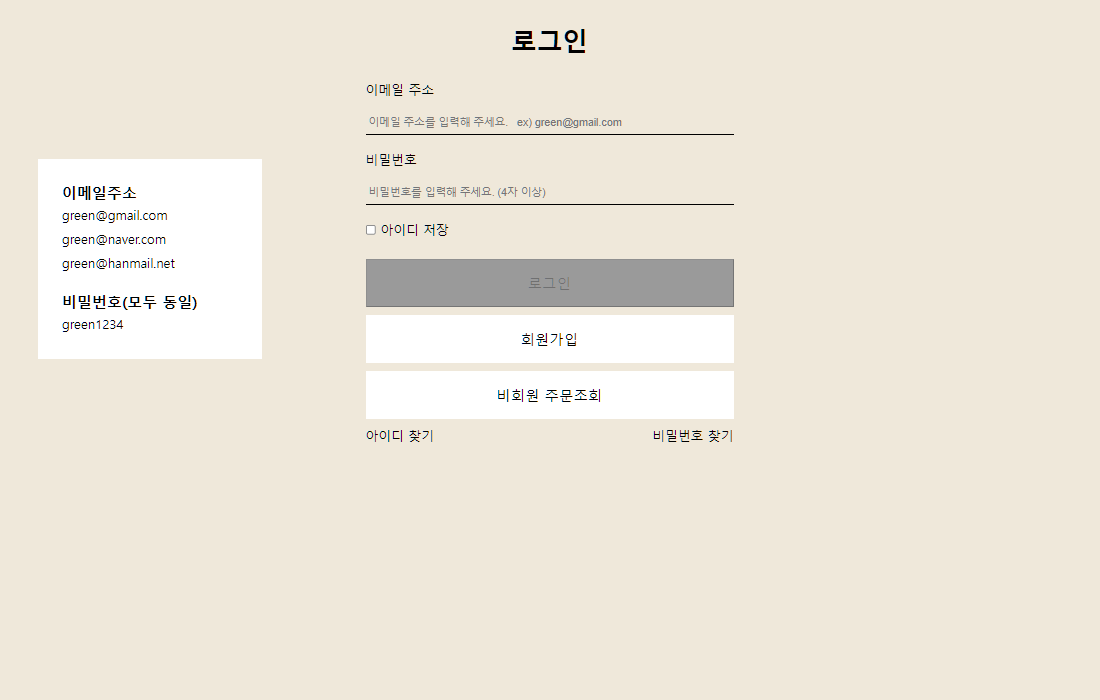 로그인
이메일 주소
이메일 주소를 입력해 주세요. ex) green@gmail.com
비밀번호
비밀번호를 입력해 주세요. (4자 이상)
아이디 저장
로그인
회원가입
비회원 주문조회
아이디 찾기 비밀번호 찾기
이메일주소
green@gmail.com
green@naver.com
green@hanmail.net
비밀번호(모두 동일)
green1234